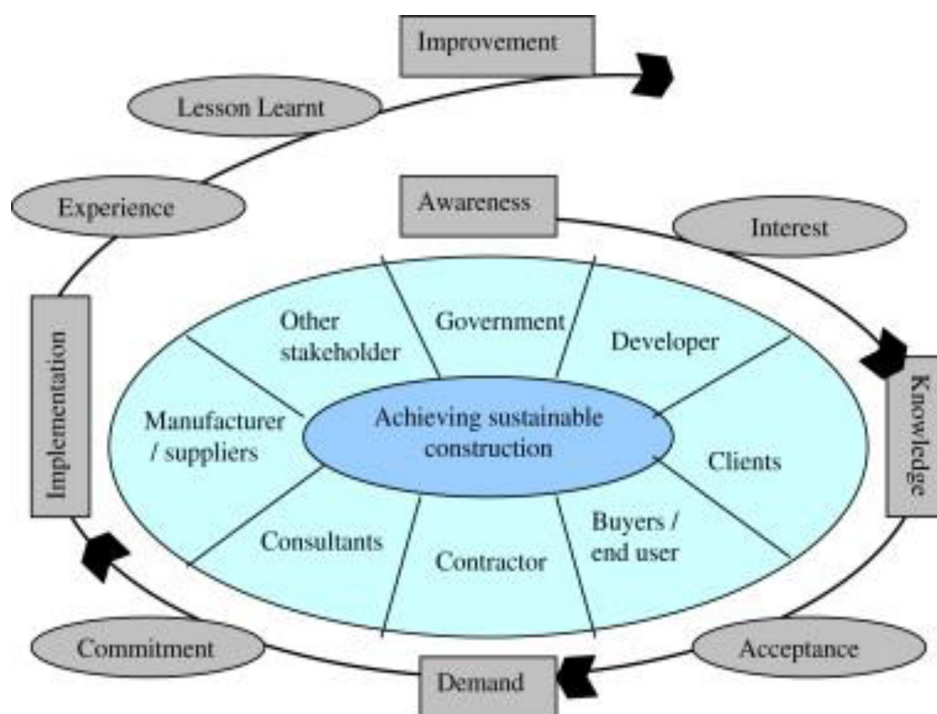 Improvement
Lesson Learnt
Experience
Awareness
Interest
Other
stakeholder
Government
Developer
Implementation
Manufacturer
/ suppliers
Achieving sustainable
construction
Clients
Knowledge
Consultants
Contractor
Buyers /
end user
Commitment
Demand
Acceptance